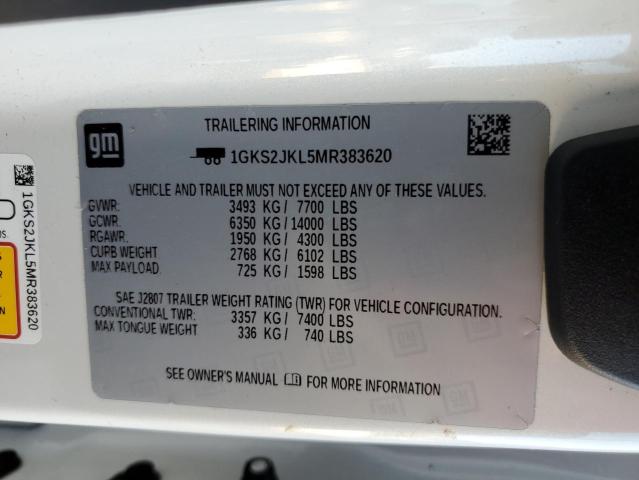 gm
TRAILERING INFORMATION
1GKS2JKL5MR383620
VEHICLE AND TRAILER MUST NOT EXCEED ANY OF THESE VALUES.
GVWR: 3493 KG / 7700 LBS
GCWR: 6350 KG / 14000 LBS
RGAWR: 1950 KG / 4300 LBS
CURB WEIGHT 2768 KG / 6102 LBS
MAX PAYLOAD: 725 KG / 1598 LBS
SAE J2807 TRAILER WEIGHT RATING (TWR) FOR VEHICLE CONFIGURATION.
CONVENTIONAL TWR: 3357 KG / 7400 LBS
MAX TONGUE WEIGHT 336 KG / 740 LBS
SEE OWNER'S MANUAL FOR MORE INFORMATION
1GKS2JKL5MR383620